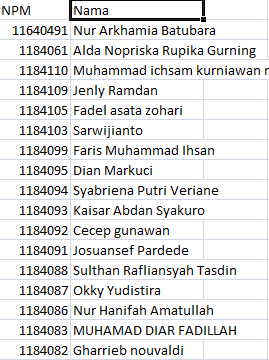 NPM Nama
11640491 Nur Arkhamia Batubara
1184061 Alda Nopriska Rupika Gurning
1184110 Muhammad ichsam kurniawan
1184109 Jenly Ramdan
1184105 Fadel asata zohari
1184103 Sarwijianto
1184099 Faris Muhammad Ihsan
1184095 Dian Markuci
1184094 Syabriena Putri Veriane
1184093 Kaisar Abdan Syakuro
1184092 Cecep gunawan
1184091 Josuansef Pardede
1184088 Sulthan Rafliansyah Tasdin
1184087 Okky Yudistira
1184086 Nur Hanifah Amatullah
1184083 MUHAMAD DIAR FADILLAH
1184082 Gharrieb nouvaldi